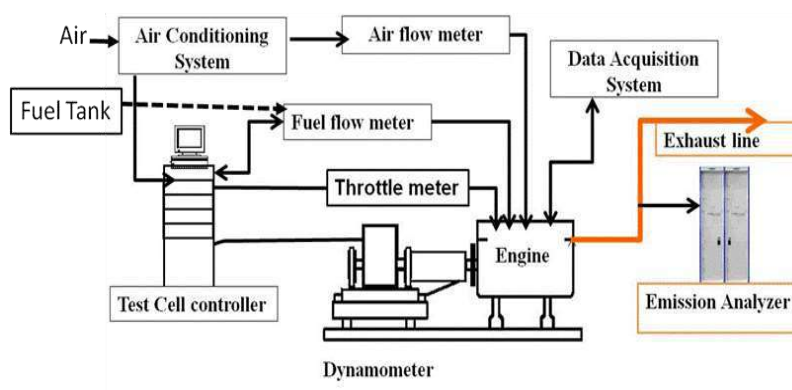 Air
Air Conditioning
System
Air flow meter
Data Acquisition
System
Fuel Tank
Fuel flow meter
Exhaust line
Throttle meter
Engine
Test Cell controller
Emission Analyzer
Dynamometer